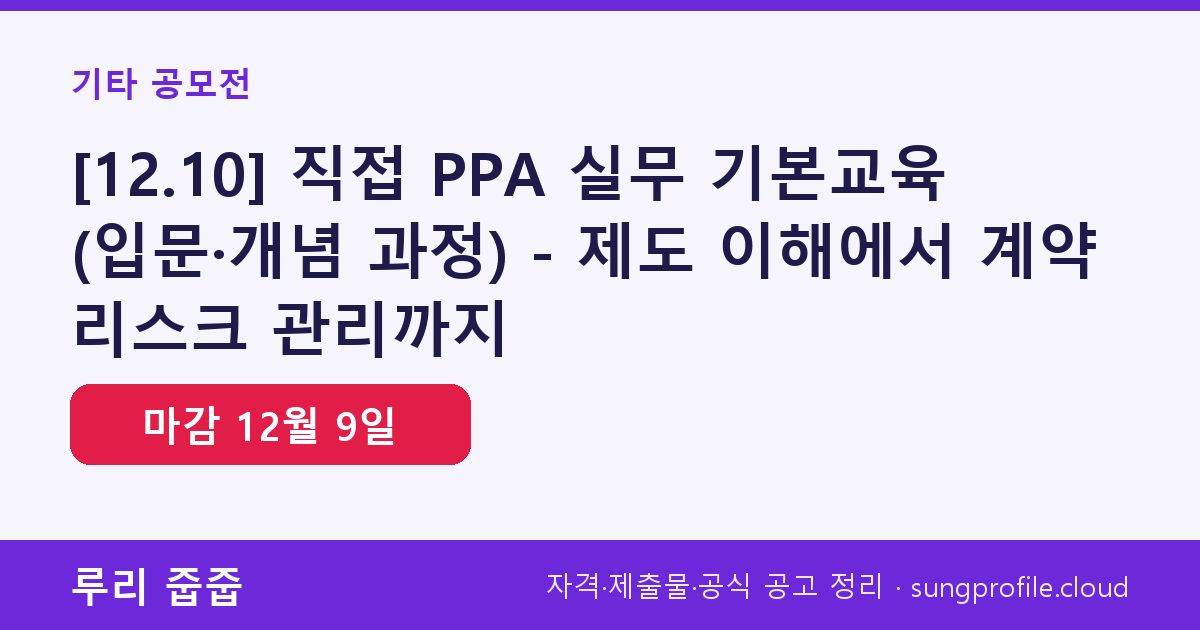 기타 공모전
[12.10] 직접 PPA 실무 기본교육
(입문·개념 과정) - 제도 이해에서 계약
리스크 관리까지
마감 12월 9일
루리 줍줍
자격·제출물·공식 공고 정리 · sungprofile.cloud